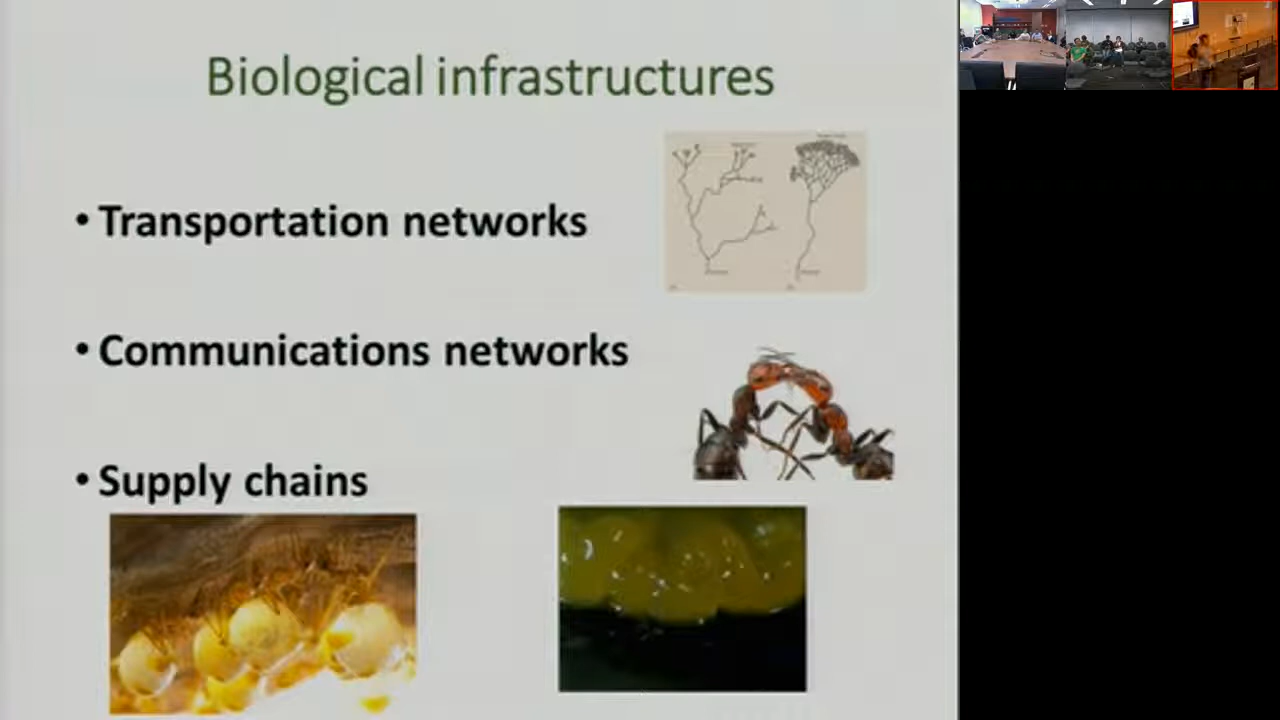 Biological infrastructures
• Transportation networks
• Communications networks
• Supply chains